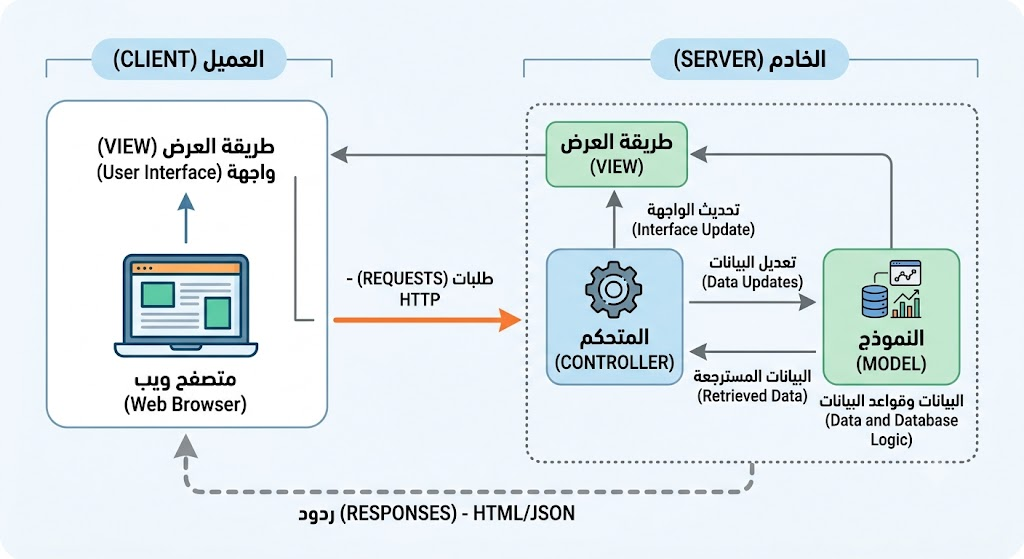 العميل (CLIENT)
الخادم (SERVER)
طريقة العرض (VIEW)
واجهة (User Interface)
متصفح ويب
(Web Browser)
طلبات (REQUESTS) -
HTTP
طريقة العرض
(VIEW)
تحديث الواجهة
(Interface Update)
المتحكم
(CONTROLLER)
تعديل البيانات
(Data Updates)
البيانات المسترجعة
(Retrieved Data)
النموذج
(MODEL)
البيانات وقواعد البيانات
(Data and Database
Logic)
ردود (RESPONSES) - HTML/JSON